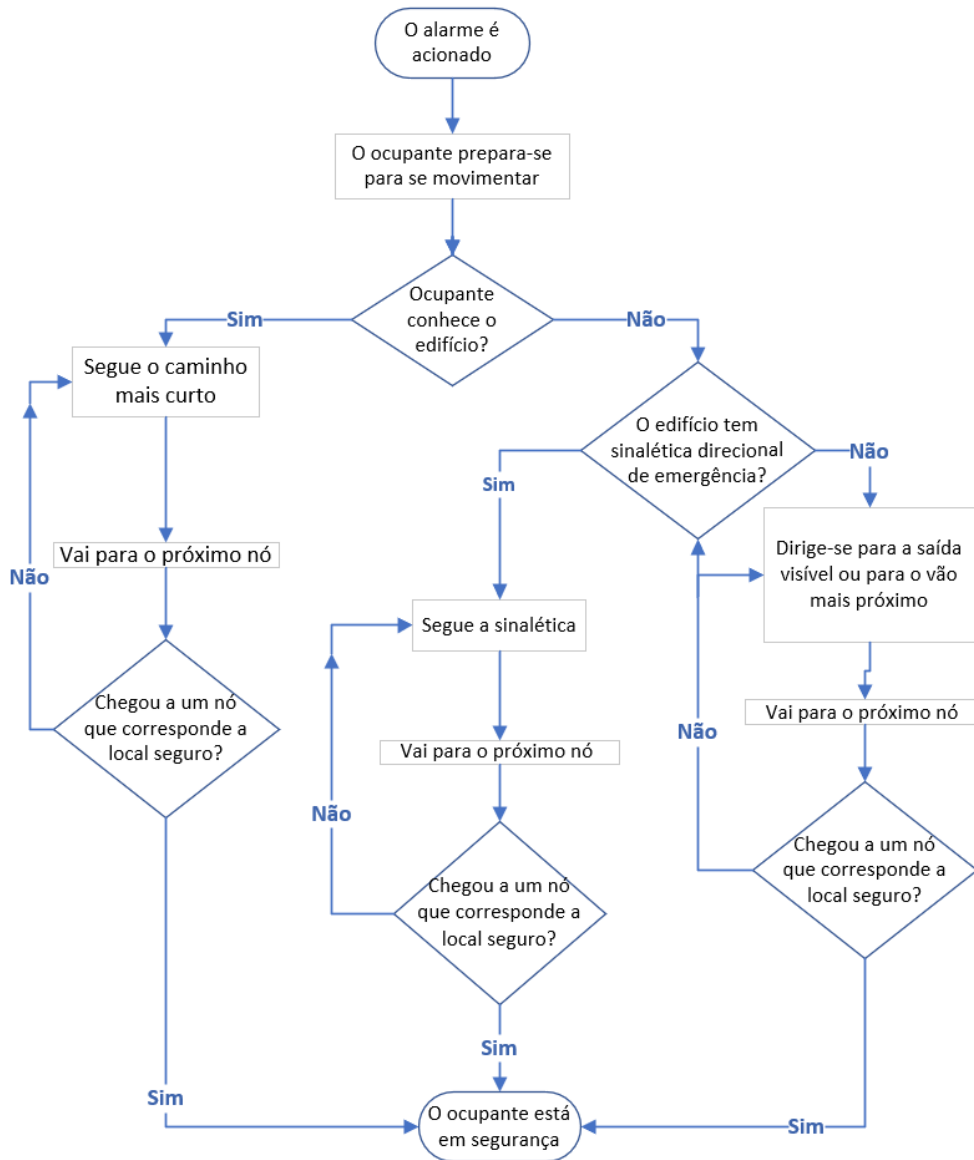 O alarme é
acionado
O ocupante prepara-se
para se movimentar
Ocupante
conhece o
edifício?
Sim
Não
Segue o caminho
mais curto
O edifício tem
sinalética direcional
de emergência?
Sim
Não
Vai para o próximo nó
Não
Dirige-se para a saída
visível ou para o vão
mais próximo
Segue a sinalética
Chegou a um nó
que corresponde a
local seguro?
Vai para o próximo nó
Não
Vai para o próximo nó
Não
Chegou a um nó
que corresponde a
local seguro?
Chegou a um nó
que corresponde a
local seguro?
Sim
Sim
Sim
O ocupante está
em segurança